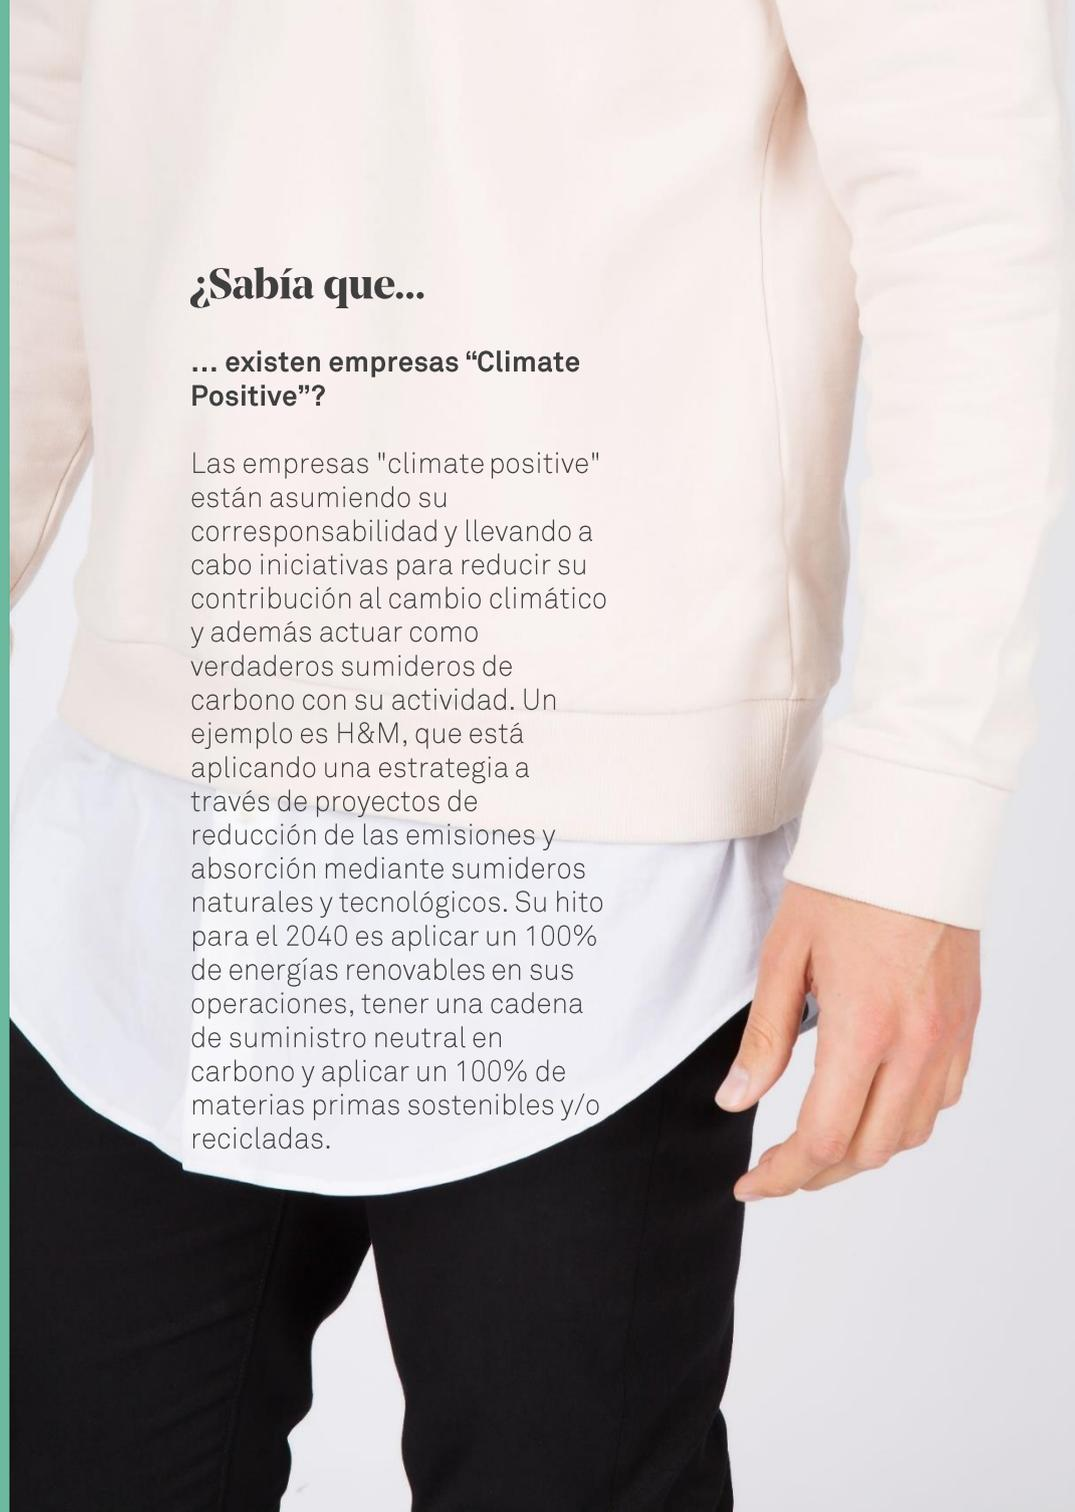 ¿Sabía que...
... existen empresas “Climate
Positive”?
Las empresas "climate positive"
están asumiendo su
corresponsabilidad y llevando a
cabo iniciativas para reducir su
contribución al cambio climático
y además actuar como
verdaderos sumideros de
carbono con su actividad. Un
ejemplo es H&M, que está
aplicando una estrategia a
través de proyectos de
reducción de las emisiones y
absorción mediante sumideros
naturales y tecnológicos. Su hito
para el 2040 es aplicar un 100%
de energías renovables en sus
operaciones, tener una cadena
de suministro neutral en
carbono y aplicar un 100% de
materias primas sostenibles y/o
recicladas.